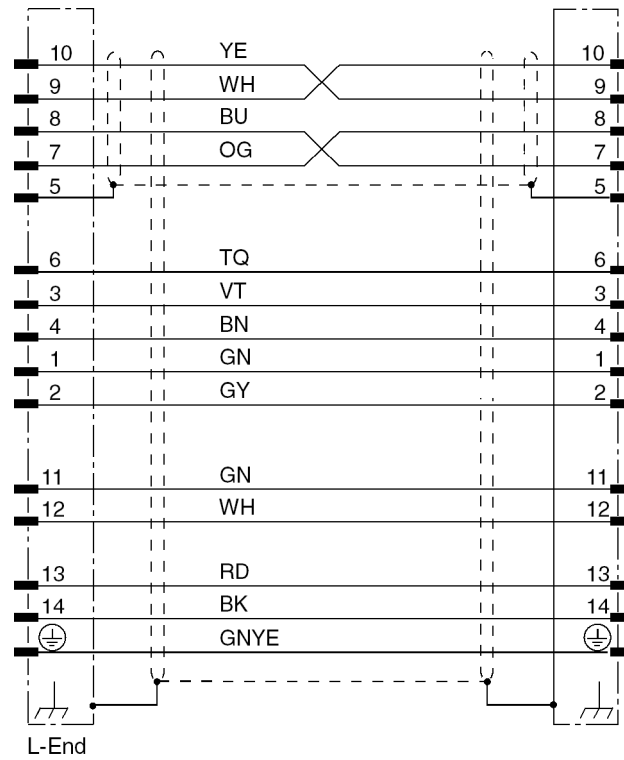 10 YE 10
9 WH 9
8 BU 8
7 OG 7
5 5
6 TQ 6
3 VT 3
4 BN 4
1 GN 1
2 GY 2
11 GN 11
12 WH 12
13 RD 13
14 BK 14
GNYE
L-End